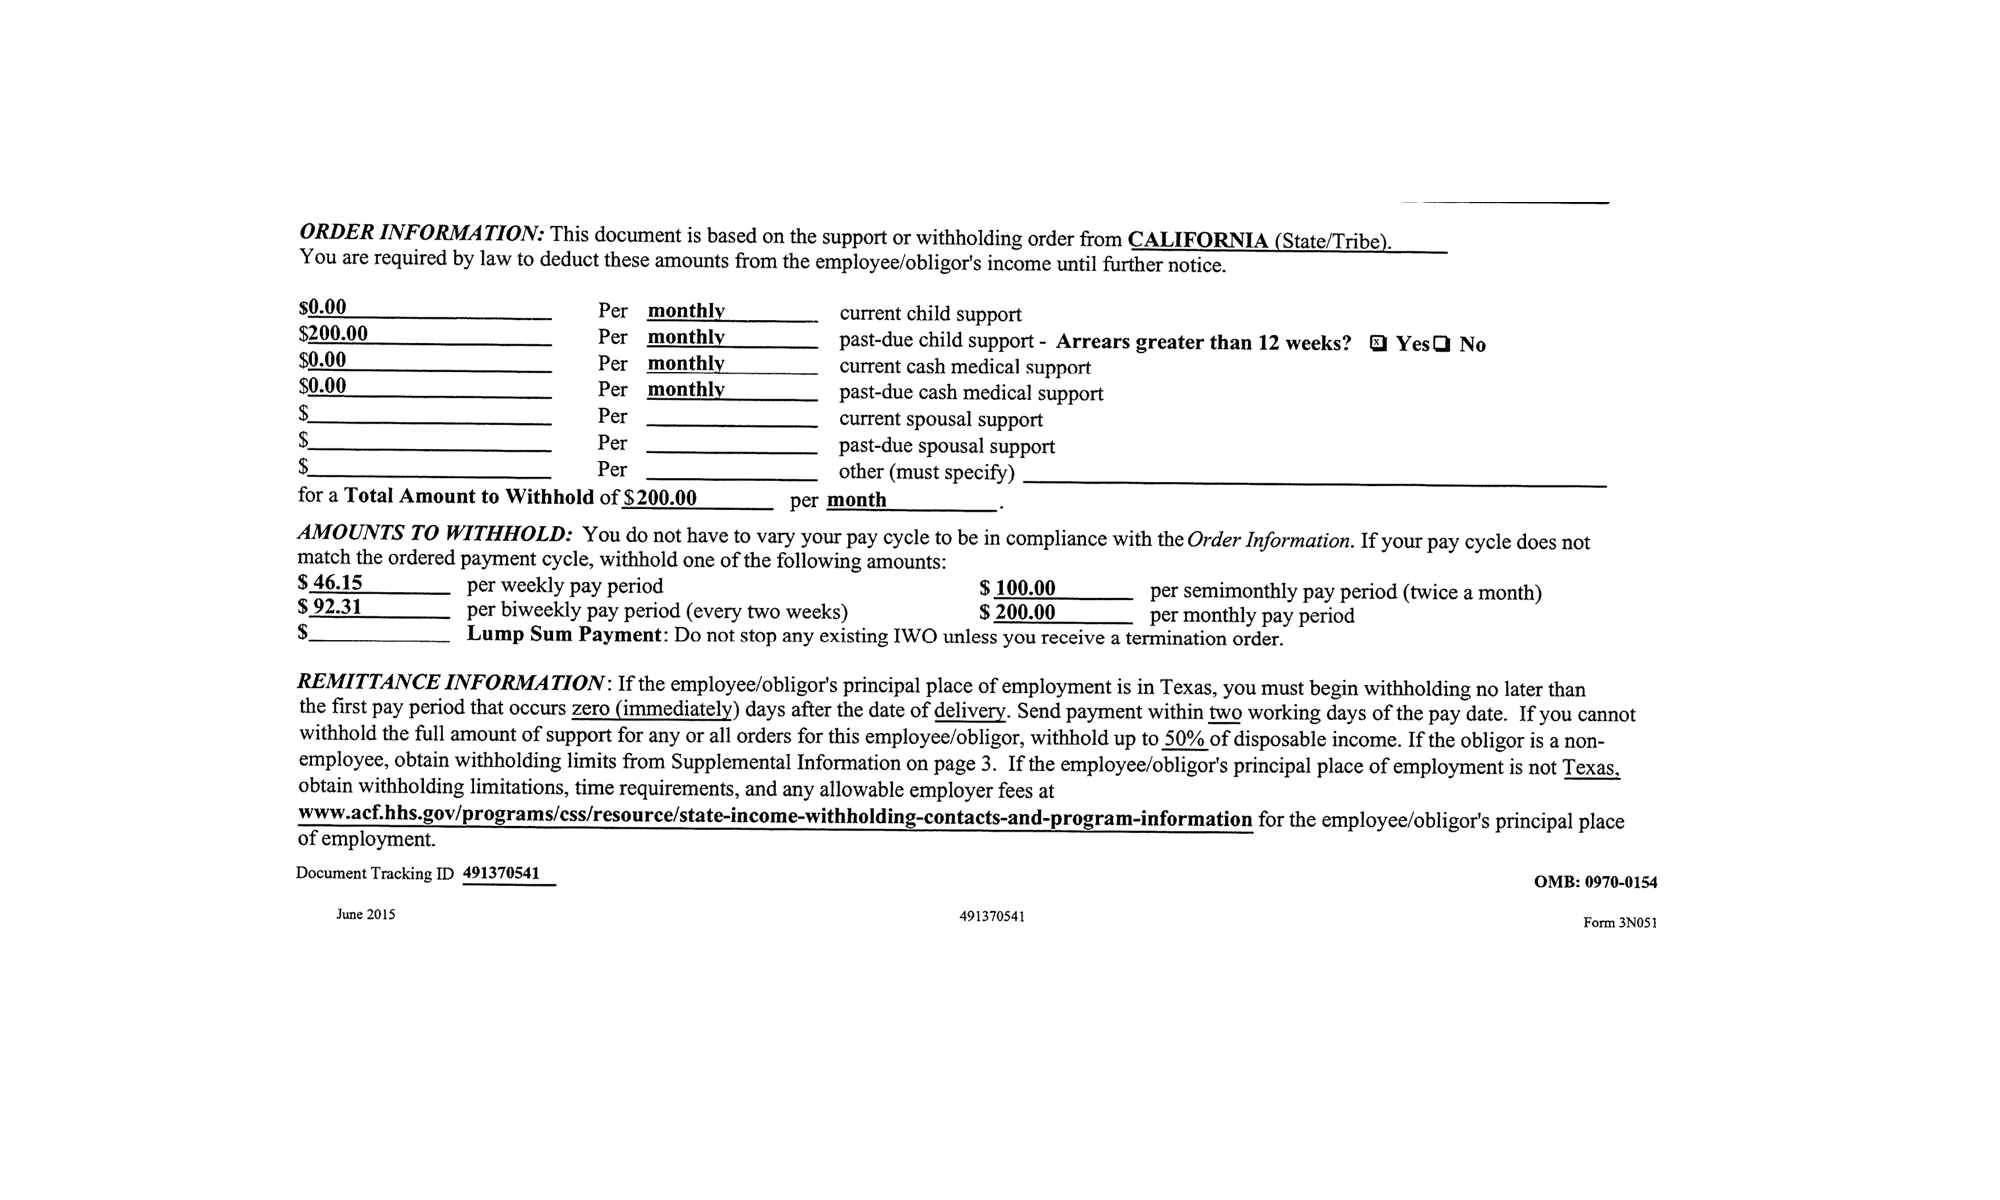 ORDER INFORMATION: This document is based on the support or withholding order from CALIFORNIA (State/Tribe).
You are required by law to deduct these amounts from the employee/obligor's income until further notice.
$0.00 Per monthly current child support
$200.00 Per monthly past-due child support - Arrears greater than 12 weeks? ☒ Yes ☐ No
$0.00 Per monthly current cash medical support
$0.00 Per monthly past-due cash medical support
$ Per current spousal support
$ Per past-due spousal support
$ Per other (must specify)
for a Total Amount to Withhold of $200.00 per month.
AMOUNTS TO WITHHOLD: You do not have to vary your pay cycle to be in compliance with the Order Information. If your pay cycle does not
match the ordered payment cycle, withhold one of the following amounts:
$ 46.15 per weekly pay period $ 100.00 per semimonthly pay period (twice a month)
$ 92.31 per biweekly pay period (every two weeks) $ 200.00 per monthly pay period
$ Lump Sum Payment: Do not stop any existing IWO unless you receive a termination order.
REMITTANCE INFORMATION: If the employee/obligor's principal place of employment is in Texas, you must begin withholding no later than
the first pay period that occurs zero (immediately) days after the date of delivery. Send payment within two working days of the pay date. If you cannot
withhold the full amount of support for any or all orders for this employee/obligor, withhold up to 50% of disposable income. If the obligor is a non-
employee, obtain withholding limits from Supplemental Information on page 3. If the employee/obligor's principal place of employment is not Texas,
obtain withholding limitations, time requirements, and any allowable employer fees at
www.acf.hhs.gov/programs/css/resource/state-income-withholding-contacts-and-program-information for the employee/obligor's principal place
of employment.
Document Tracking ID 491370541
OMB: 0970-0154
June 2015 491370541 Form 3N051